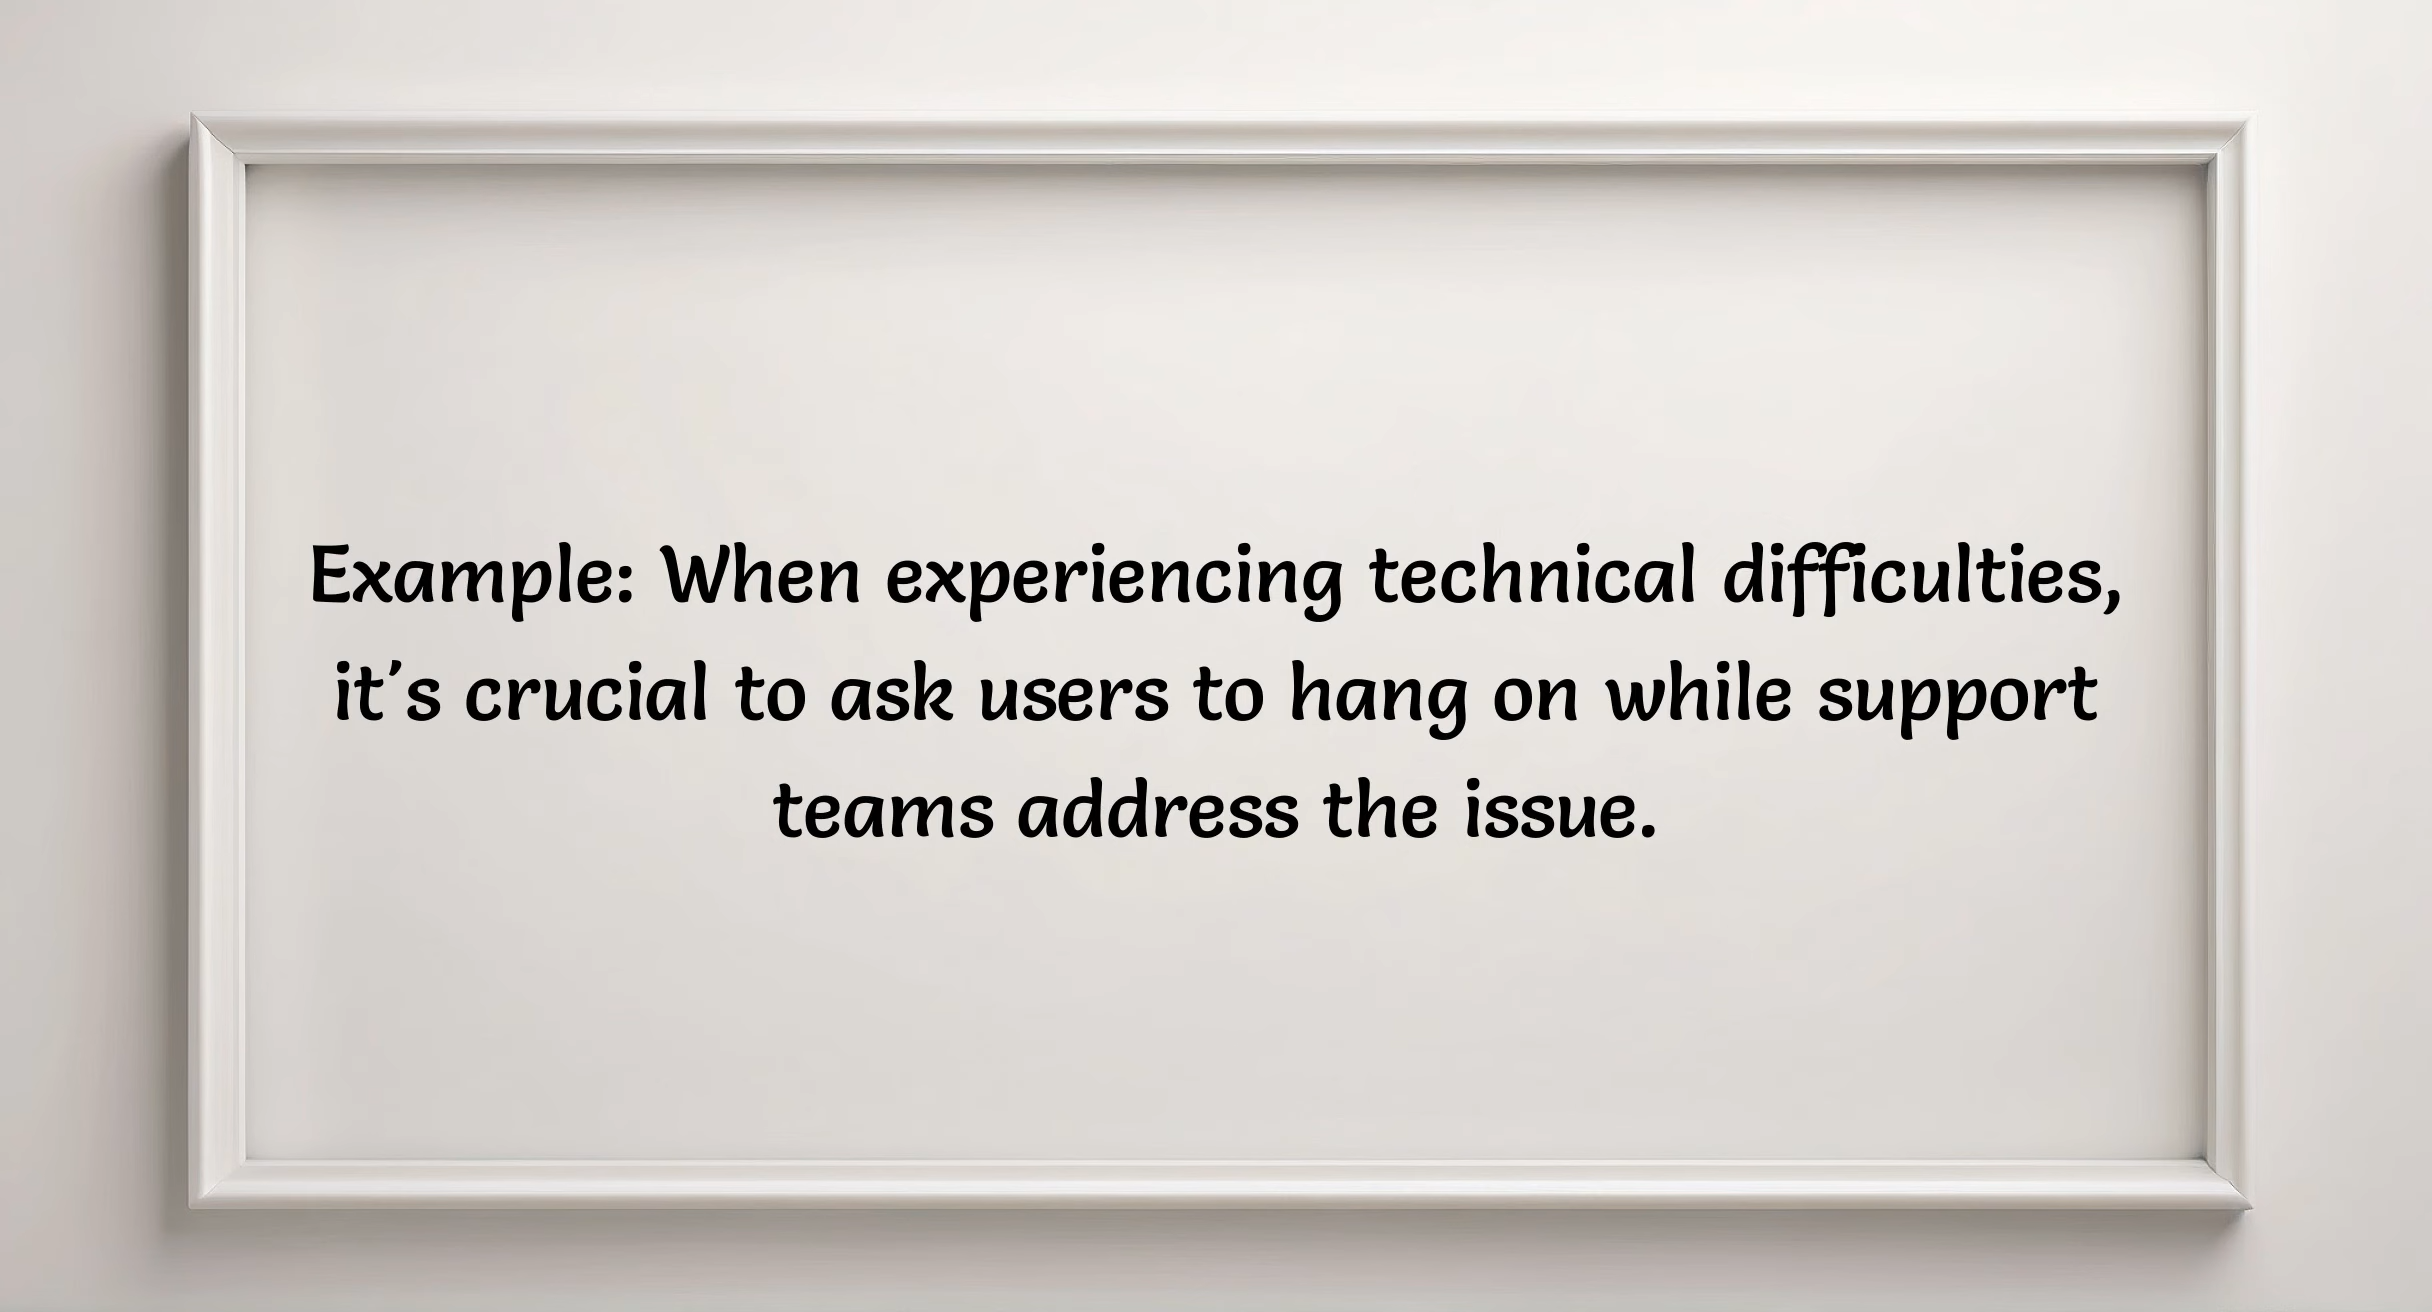 Example: When experiencing technical difficulties,
it's crucial to ask users to hang on while support
teams address the issue.